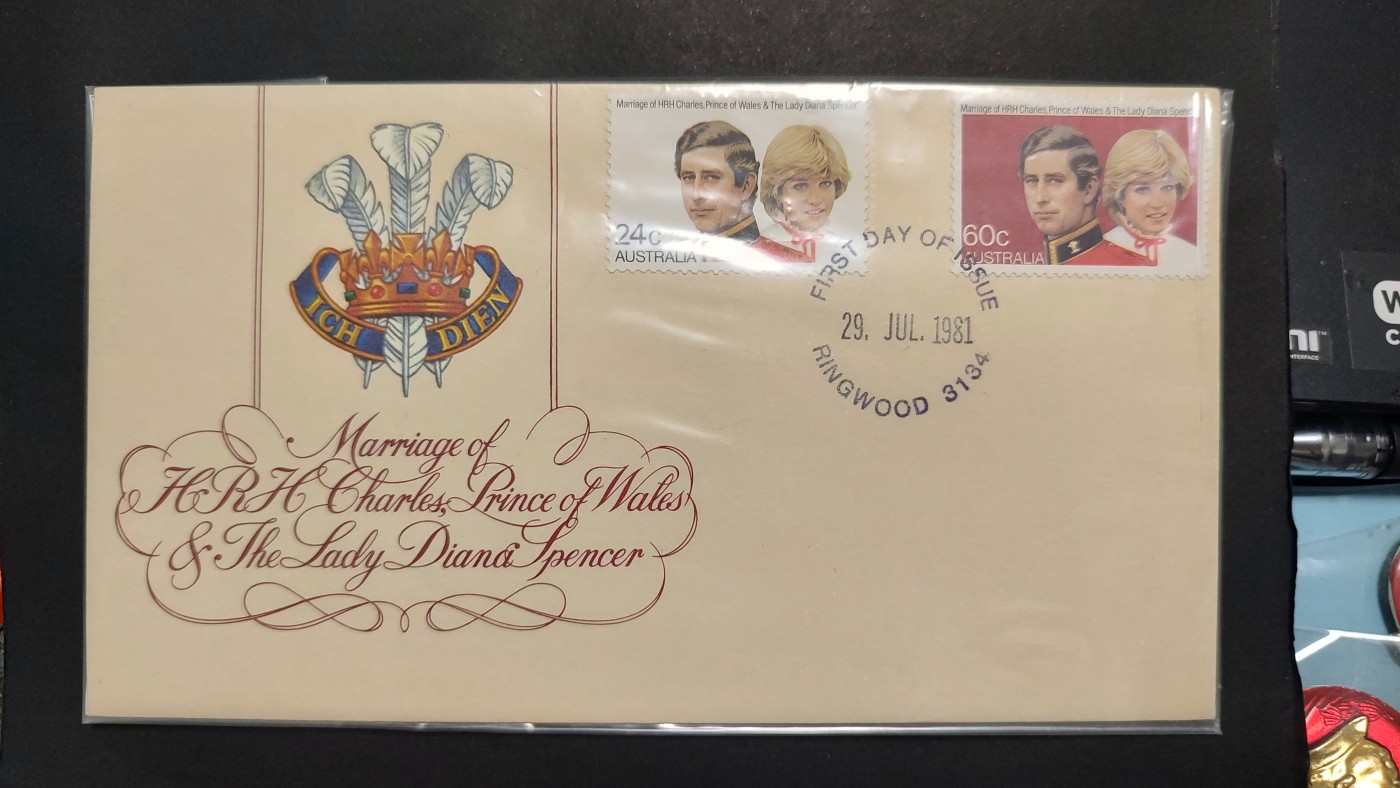 Marriage of HRH Charles, Prince of Wales & The Lady Diana Spencer
24c
AUSTRALIA
Marriage of HRH Charles, Prince of Wales & The Lady Diana Spencer
60c
AUSTRALIA
FIRST DAY OF ISSUE
29. JUL. 1981
RINGWOOD 3134
ICH DIEN
Marriage of
HRH Charles, Prince of Wales
& The Lady Diana Spencer